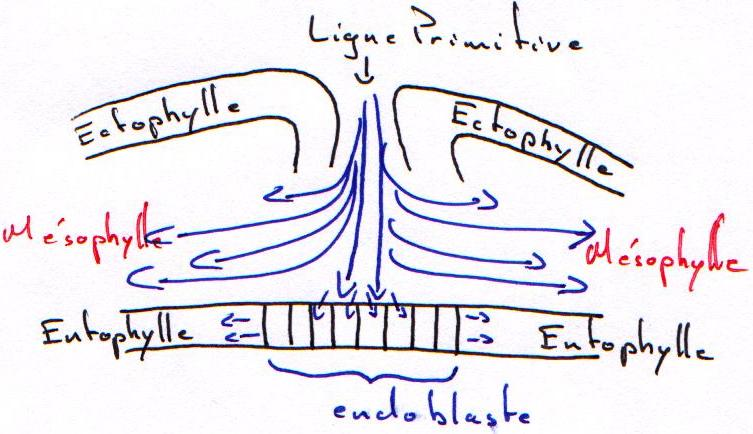 Ligne Primitive
Ectophylle
Ectophylle
Mésophylle
Mésophylle
Entophylle
Entophylle
endoblaste